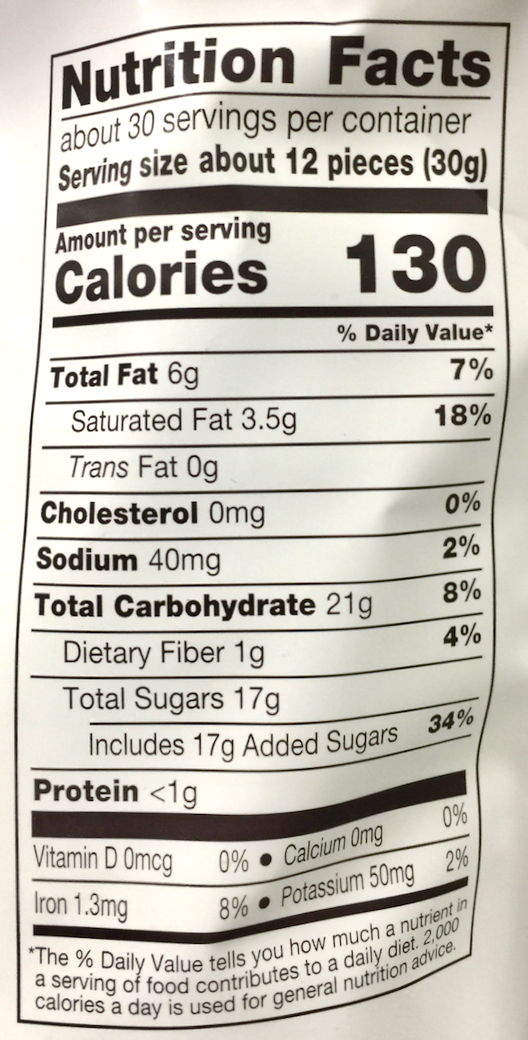 Nutrition Facts
about 30 servings per container
Serving size about 12 pieces (30g)
Amount per serving
Calories 130
% Daily Value*
Total Fat 6g 7%
Saturated Fat 3.5g 18%
Trans Fat 0g
Cholesterol 0mg 0%
Sodium 40mg 2%
Total Carbohydrate 21g 8%
Dietary Fiber 1g 4%
Total Sugars 17g
Includes 17g Added Sugars 34%
Protein <1g
Vitamin D 0mcg 0% • Calcium 0mg 0%
Iron 1.3mg 8% • Potassium 50mg 2%
*The % Daily Value tells you how much a nutrient in
a serving of food contributes to a daily diet. 2,000
calories a day is used for general nutrition advice.